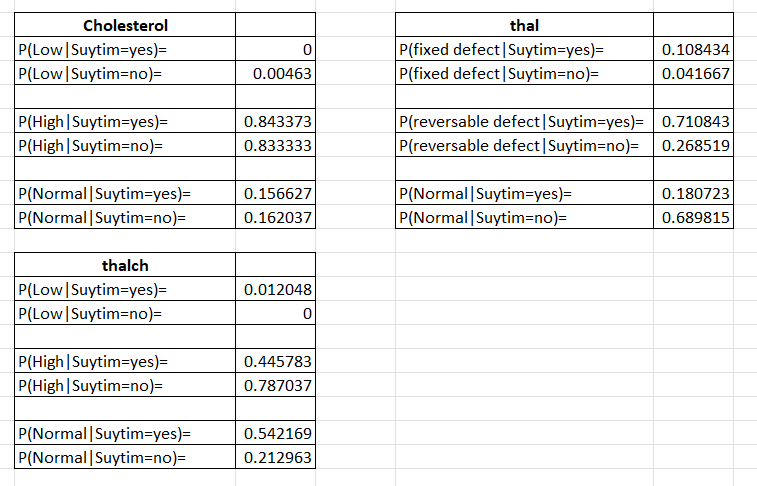 Cholesterol
P(Low|Suytim=yes)= 0
P(Low|Suytim=no)= 0.00463
P(High|Suytim=yes)= 0.843373
P(High|Suytim=no)= 0.833333
P(Normal|Suytim=yes)= 0.156627
P(Normal|Suytim=no)= 0.162037
thal
P(fixed defect|Suytim=yes)= 0.108434
P(fixed defect|Suytim=no)= 0.041667
P(reversable defect|Suytim=yes)= 0.710843
P(reversable defect|Suytim=no)= 0.268519
P(Normal|Suytim=yes)= 0.180723
P(Normal|Suytim=no)= 0.689815
thalch
P(Low|Suytim=yes)= 0.012048
P(Low|Suytim=no)= 0
P(High|Suytim=yes)= 0.445783
P(High|Suytim=no)= 0.787037
P(Normal|Suytim=yes)= 0.542169
P(Normal|Suytim=no)= 0.212963